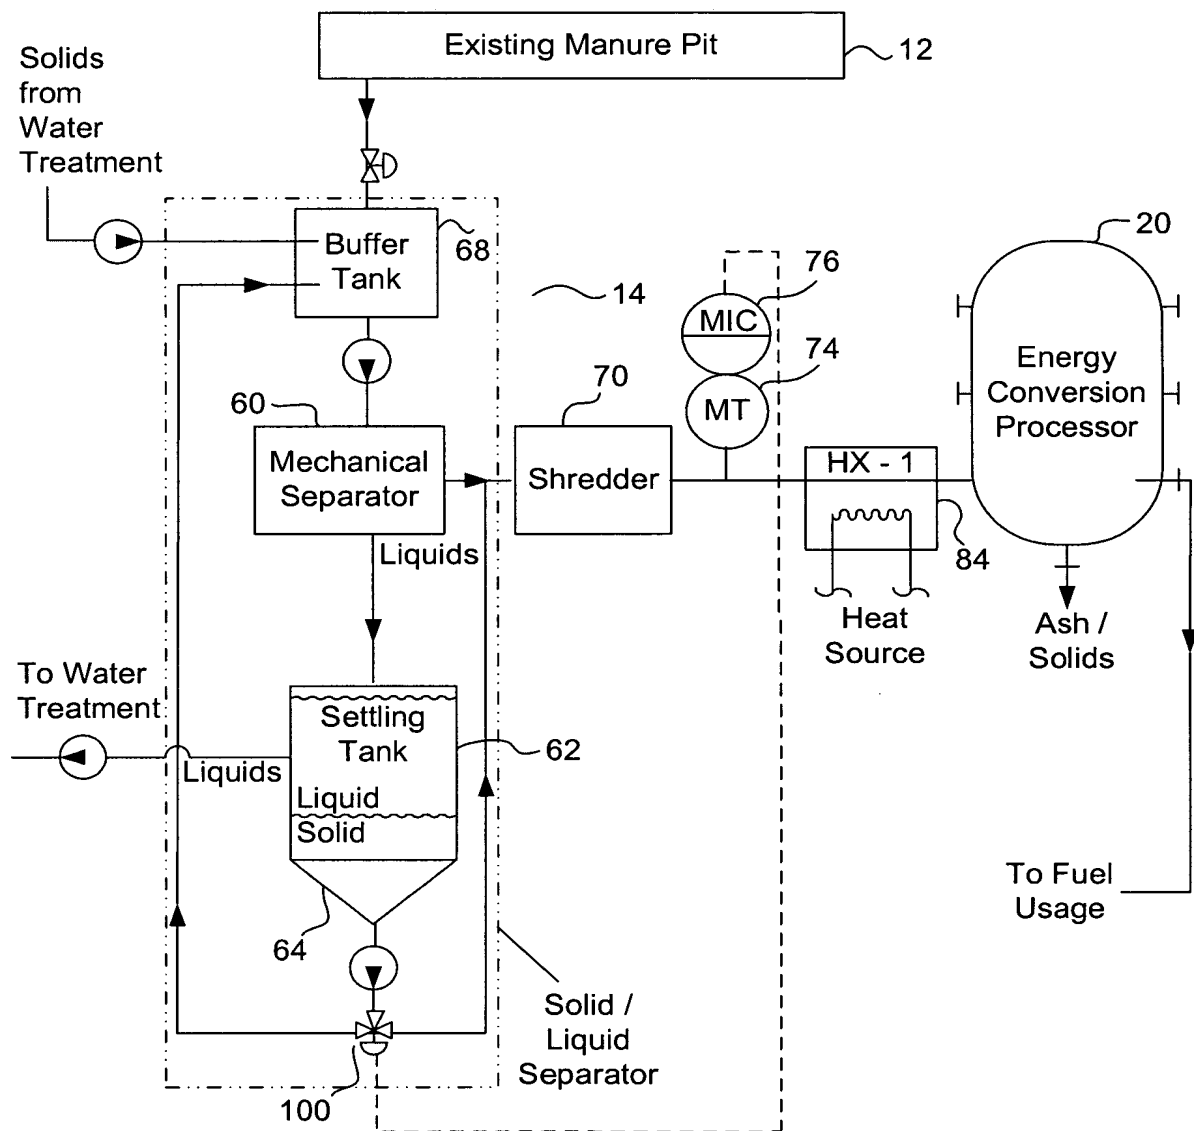 Existing Manure Pit
12
Solids
from
Water
Treatment
Buffer
Tank
68
14
20
76
MIC
74
MT
Energy
Conversion
Processor
60
Mechanical
Separator
70
Shredder
HX - 1
84
Liquids
Heat
Source
Ash /
Solids
To Water
Treatment
Settling
Tank
62
Liquids
Liquid
Solid
64
To Fuel
Usage
Solid /
Liquid
Separator
100